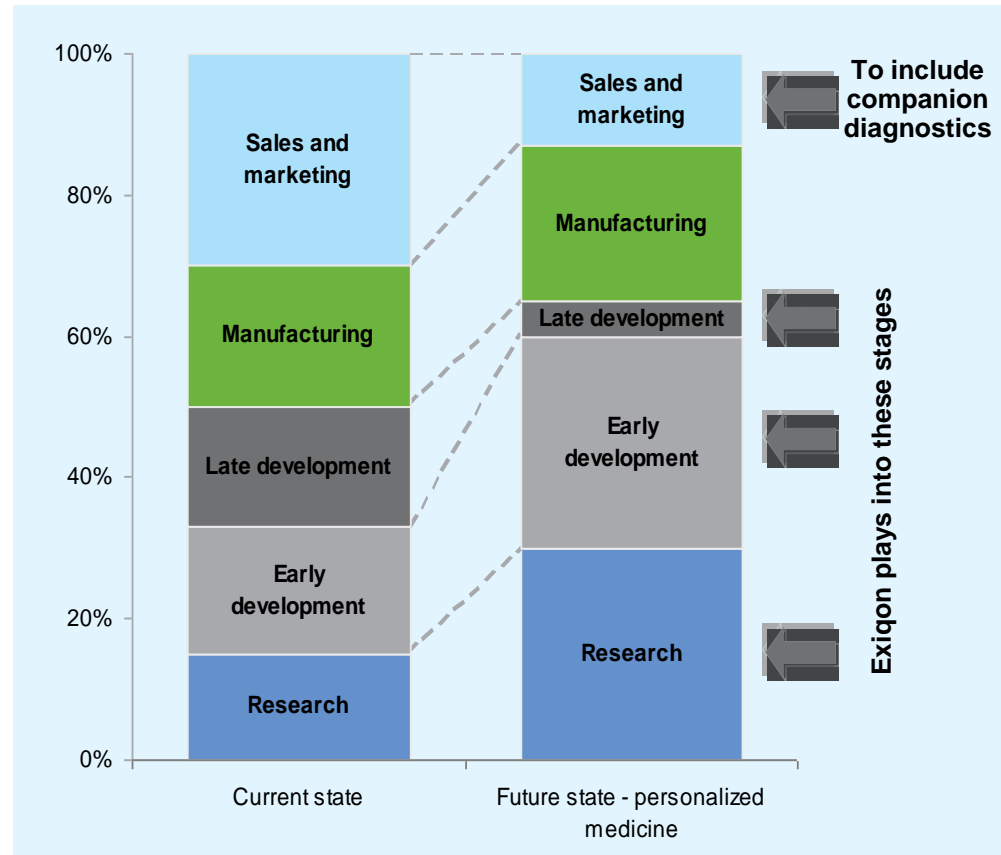 100%
80%
60%
40%
20%
0%
Sales and
marketing
Manufacturing
Late development
Early
development
Research
Current state
Sales and
marketing
Manufacturing
Late development
Early
development
Research
Future state - personalized
medicine
To include
companion
diagnostics
Exiqon plays into these stages